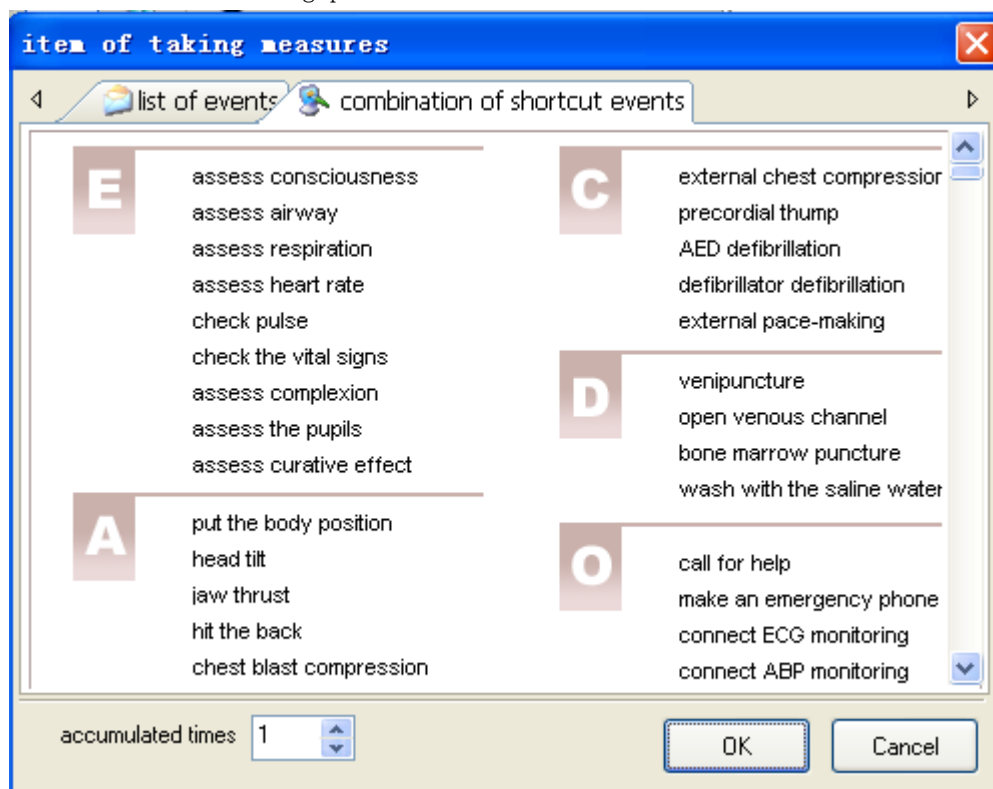 item of taking measures
list of events
combination of shortcut events
E
assess consciousness
assess airway
assess respiration
assess heart rate
check pulse
check the vital signs
assess complexion
assess the pupils
assess curative effect
A
put the body position
head tilt
jaw thrust
hit the back
chest blast compression
C
external chest compression
precordial thump
AED defibrillation
defibrillator defibrillation
external pace-making
D
venipuncture
open venous channel
bone marrow puncture
wash with the saline water
O
call for help
make an emergency phone
connect ECG monitoring
connect ABP monitoring
accumulated times 1
OK
Cancel